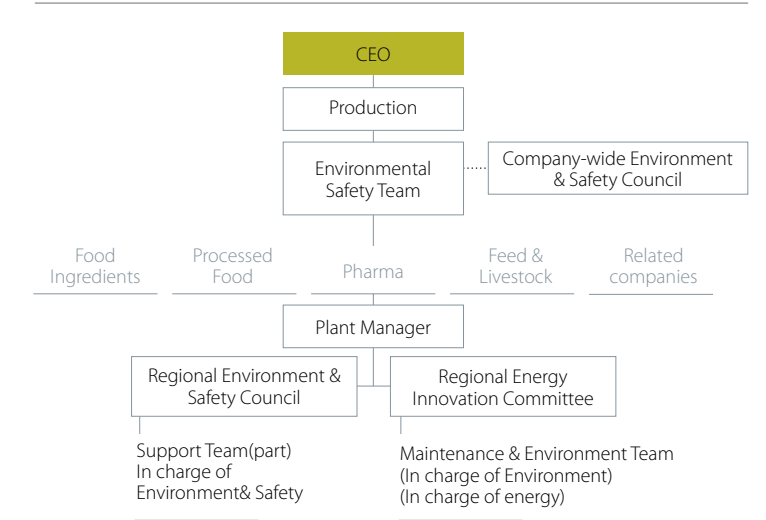 CEO
Production
Environmental
Safety Team
Company-wide Environment
& Safety Council
Food
Ingredients
Processed
Food
Pharma
Feed &
Livestock
Related
companies
Plant Manager
Regional Environment &
Safety Council
Regional Energy
Innovation Committee
Support Team(part)
In charge of
Environment& Safety
Maintenance & Environment Team
(In charge of Environment)
(In charge of energy)